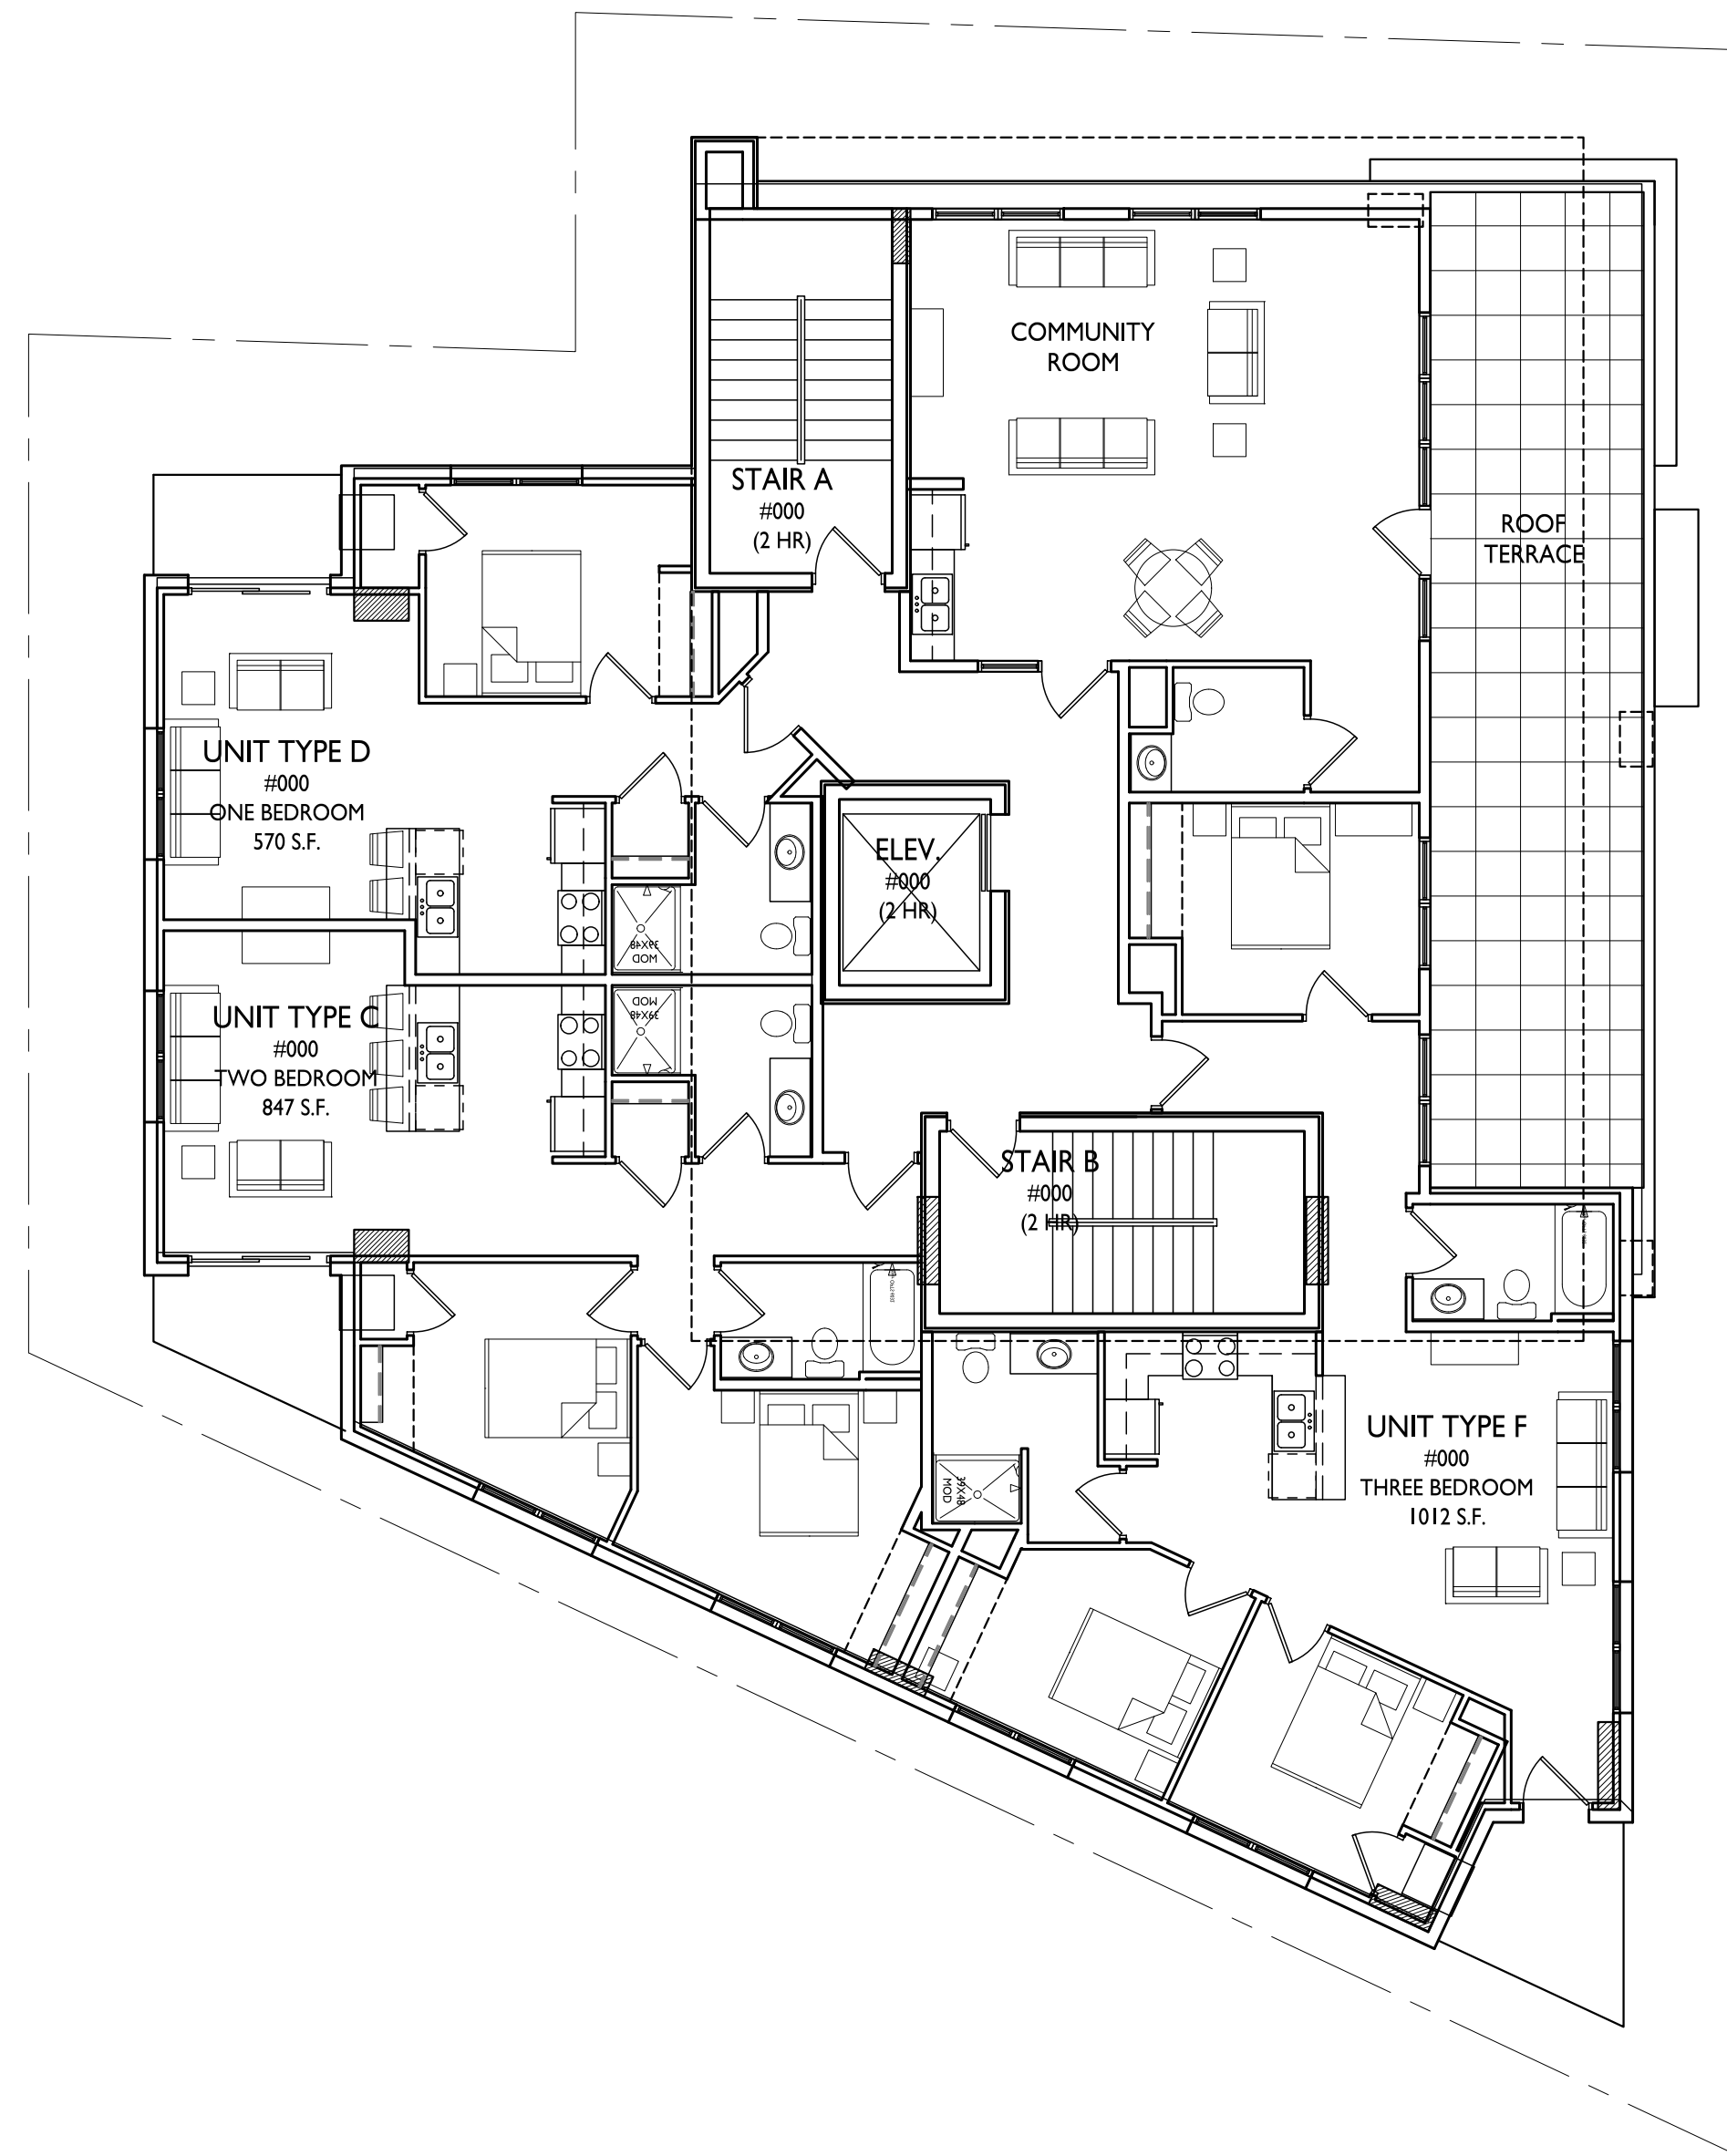 COMMUNITY
ROOM
STAIR A
#000
(2 HR)
ROOF
TERRACE
UNIT TYPE D
#000
ONE BEDROOM
570 S.F.
ELEV.
#000
(2 HR)
39X48
MOD
UNIT TYPE C
#000
TWO BEDROOM
847 S.F.
MOD
39X48
STAIR B
#000
(2 HR)
UNIT TYPE F
#000
THREE BEDROOM
1012 S.F.
39X48
MOD